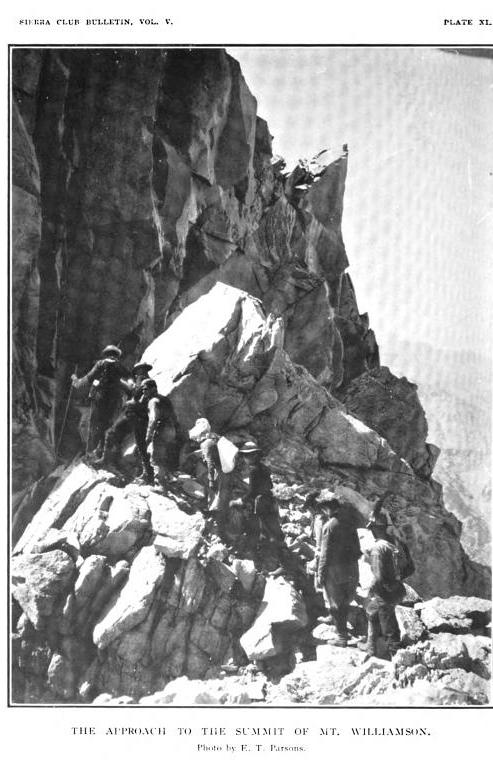 SIERRA CLUB BULLETIN, VOL. V.
PLATE XL.
THE APPROACH TO THE SUMMIT OF MT. WILLIAMSON.
Photo by E. T. Parsons.